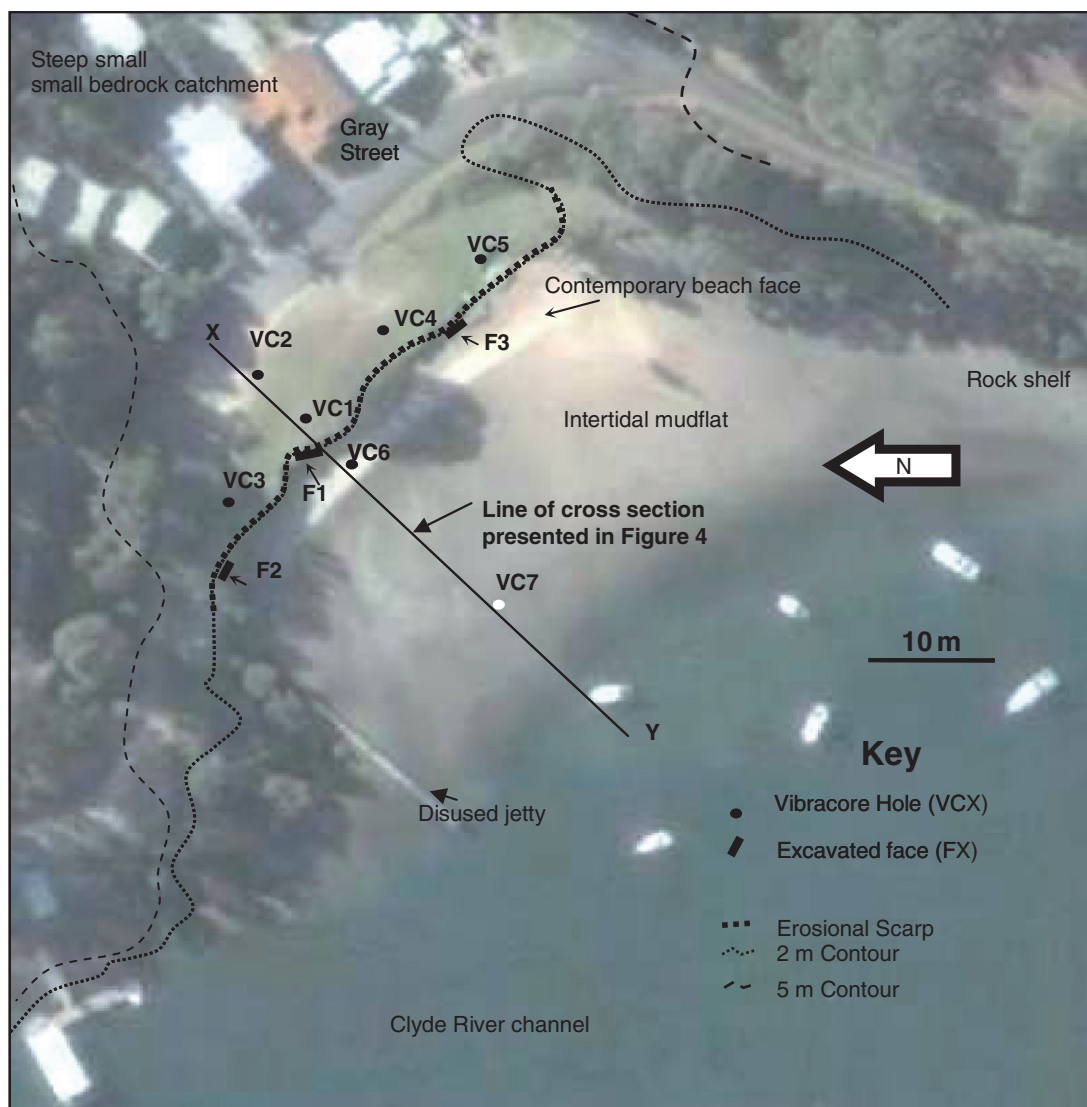 Steep small
small bedrock catchment
Gray
Street
VC5
Contemporary beach face
X
VC2
VC4
F3
Rock shelf
VC1
Intertidal mudflat
VC6
N
VC3
F1
Line of cross section
presented in Figure 4
F2
VC7
10 m
Y
Key
Disused jetty
Vibracore Hole (VCX)
Excavated face (FX)
Erosional Scarp
2 m Contour
5 m Contour
Clyde River channel